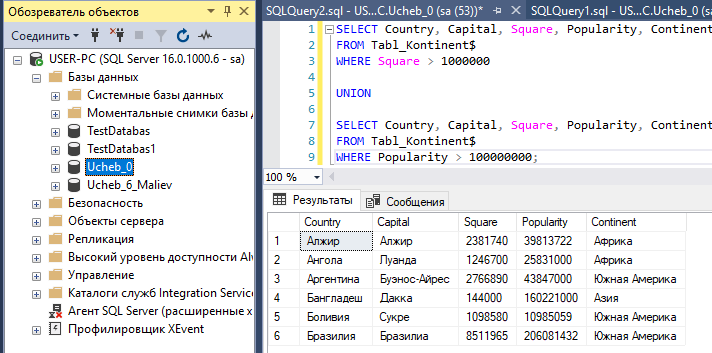 Обозреватель объектов
Соединить
USER-PC (SQL Server 16.0.1000.6 - sa)
Базы данных
Системные базы данных
Моментальные снимки базы
TestDatabas
TestDatabas1
Ucheb_0
Ucheb_6_Maliev
Безопасность
Объекты сервера
Репликация
Высокий уровень доступности
Управление
Каталоги служб Integration Service
Агент SQL Server (расширенные
Профилировщик XEvent
SQLQuery2.sql - US...C.Ucheb_0 (sa (53))*
SQLQuery1.sql - US...C.Ucheb_0
1 SELECT Country, Capital, Square, Popularity, Continent
2 FROM Tabl_Kontinent$
3 WHERE Square > 1000000
4
5 UNION
6
7 SELECT Country, Capital, Square, Popularity, Continent
8 FROM Tabl_Kontinent$
9 WHERE Popularity > 100000000;
100 %
Результаты Сообщения
Country Capital Square Popularity Continent
1 Алжир Алжир 2381740 39813722 Африка
2 Ангола Луанда 1246700 25831000 Африка
3 Аргентина Буэнос-Айрес 2766890 43847000 Южная Америка
4 Бангладеш Дакка 144000 160221000 Азия
5 Боливия Сукре 1098580 10985059 Южная Америка
6 Бразилия Бразилиа 8511965 206081432 Южная Америка